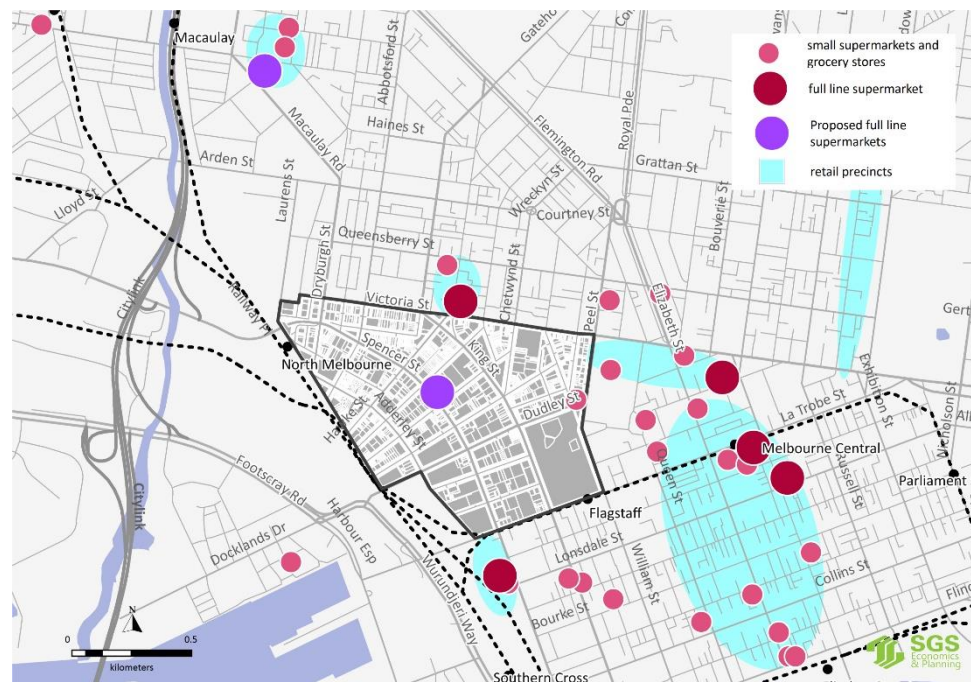 Macaulay
Abbotsford St
Gateho
Macaulay Rd
Haines St
Flemington Rd
Royal Pde
Arden St
Grattan St
Lloyd St
Laurens St
Wreckyn St
Courtney St
Bouverie St
Dryburgh St
Queensberry St
Chetwynd St
Citylink
Railway P
Victoria St
Peel St
Elizabeth St
Gert
Spencer St
King St
North Melbourne
Hawke St
Adderley St
Dudley St
Exhibition St
La Trobe St
Nicholson St
Melbourne Central
Queen St
Russell St
Parliament
Footscray Rd
Citylink
Harbour Esp
Flagstaff
Docklands Dr
Lonsdale St
William St
Collins St
Wurundjeri Way
Bourke St
Flin
Southern Cross
small supermarkets and
grocery stores
full line supermarket
Proposed full line
supermarkets
retail precincts
N
0 0.5
kilometers
SGS
Economics
& Planning